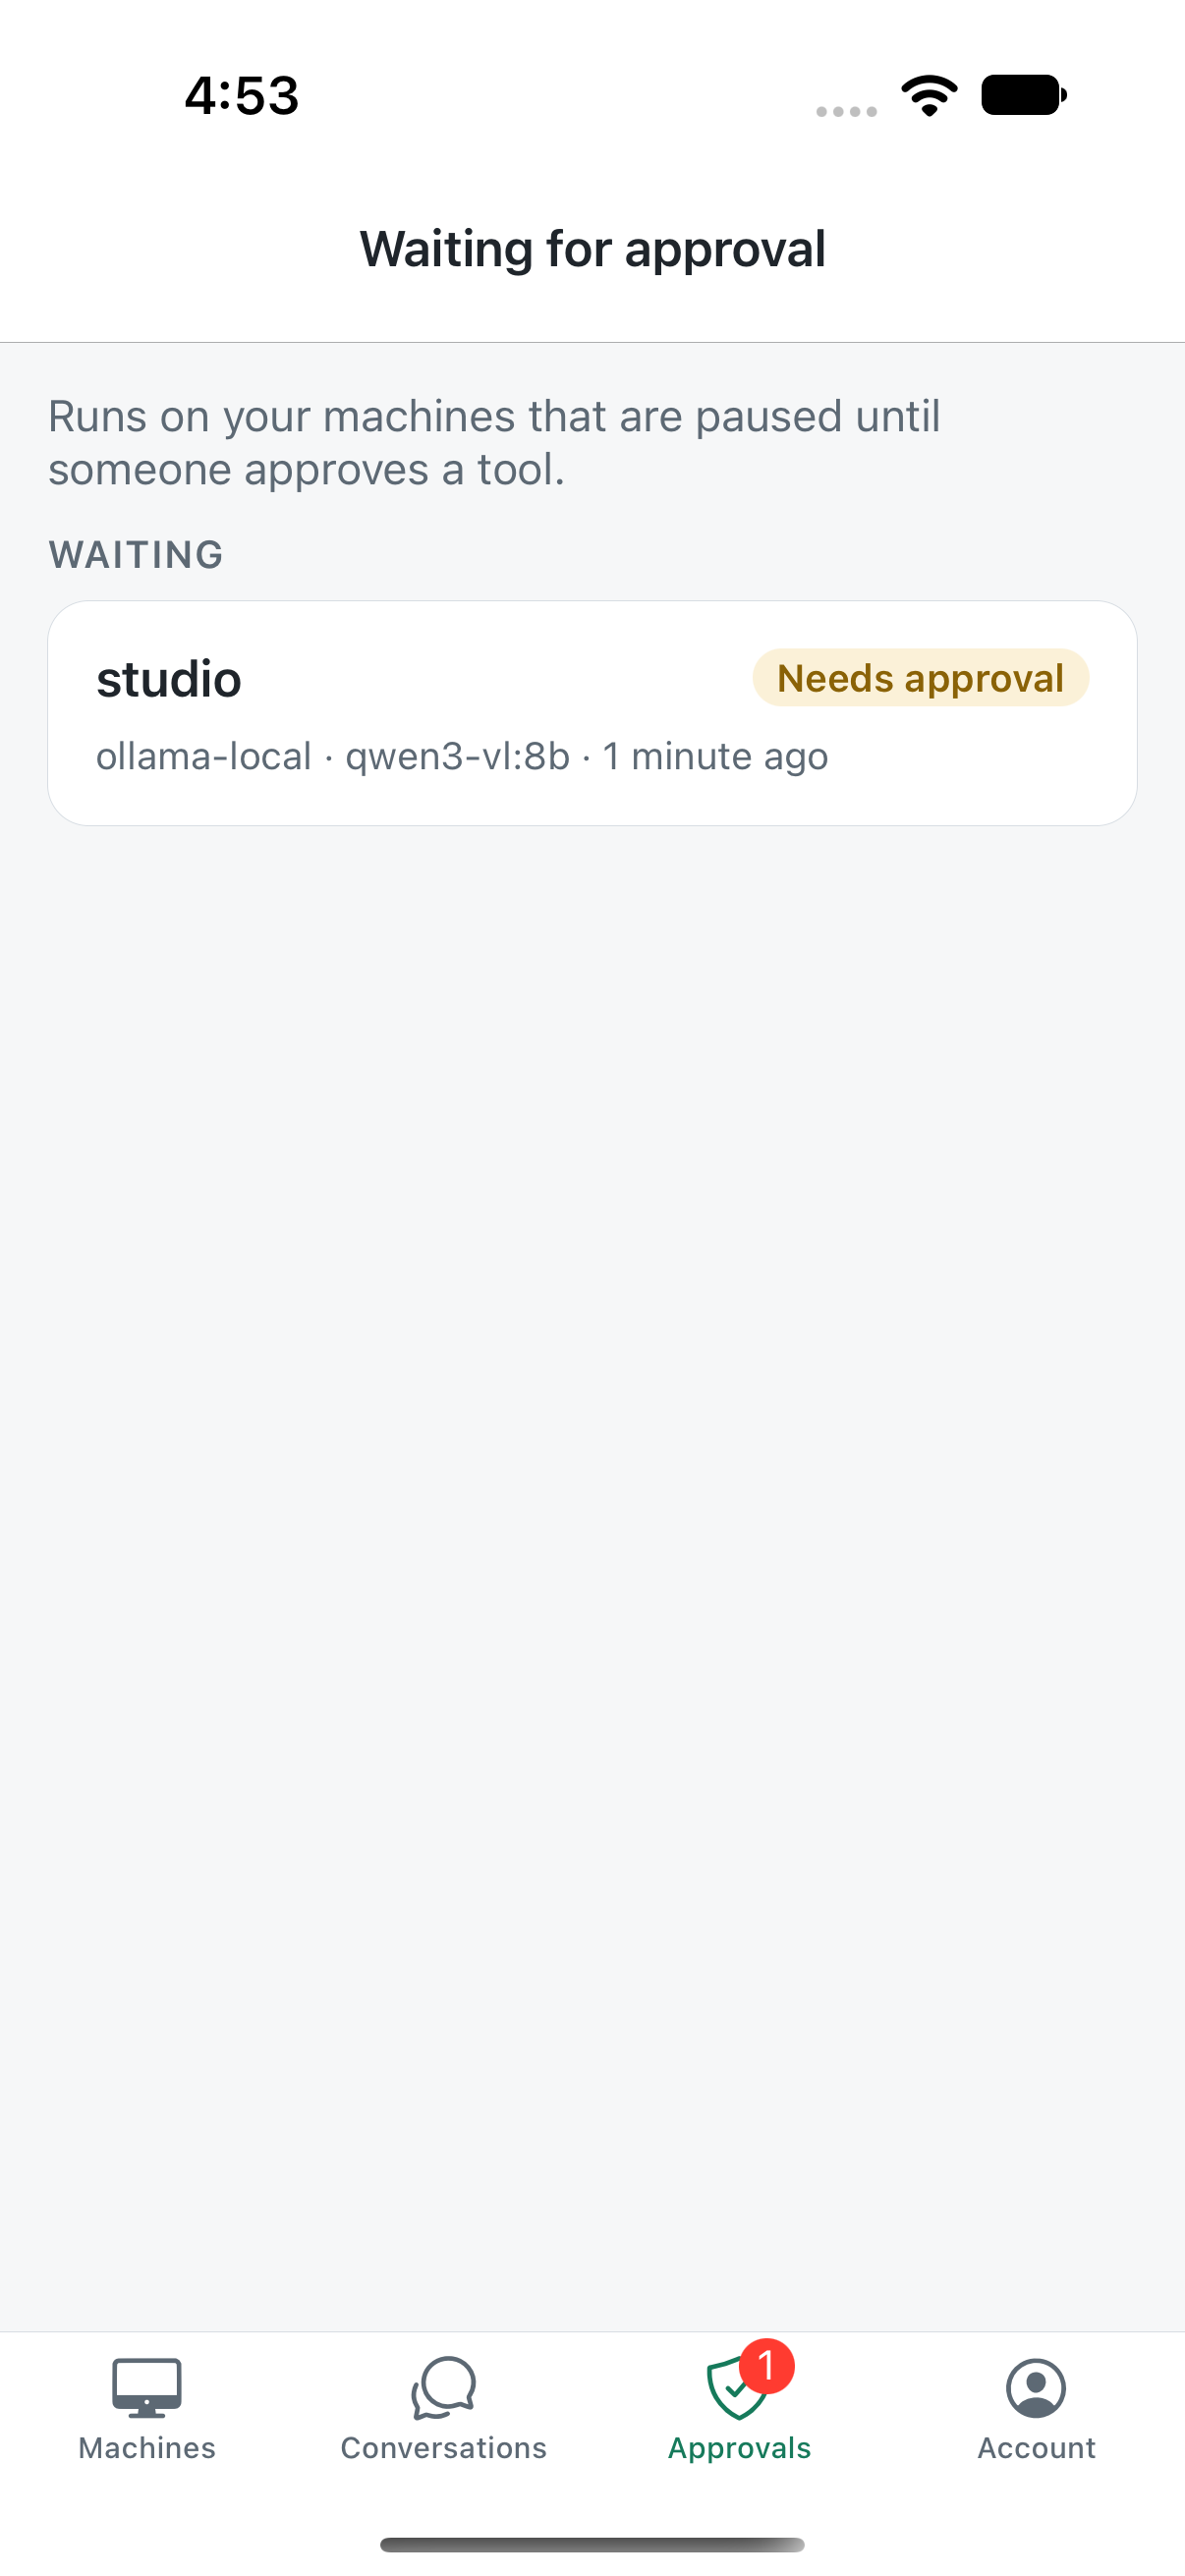 4:53
Waiting for approval
Runs on your machines that are paused until
someone approves a tool.
WAITING
studio
Needs approval
ollama-local · qwen3-vl:8b · 1 minute ago
1
Machines
Conversations
Approvals
Account